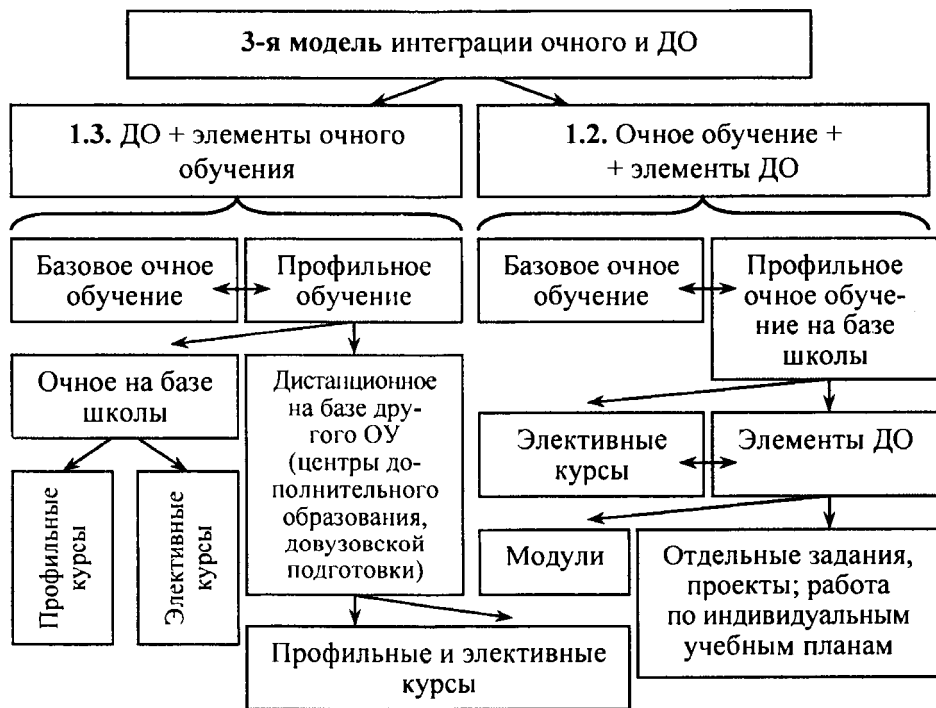 3-я модель интеграции очного и ДО
1.3. ДО + элементы очного
обучения
1.2. Очное обучение +
+ элементы ДО
Базовое очное
обучение
Профильное
обучение
Базовое очное
обучение
Профильное
очное обуче-
ние на базе
школы
Очное на базе
школы
Дистанционное
на базе дру-
гого ОУ
(центры до-
полнительного
образования,
довузовской
подготовки)
Элективные
курсы
Элементы ДО
Профильные
курсы
Элективные
курсы
Модули
Отдельные задания,
проекты; работа
по индивидуальным
учебным планам
Профильные и элективные
курсы